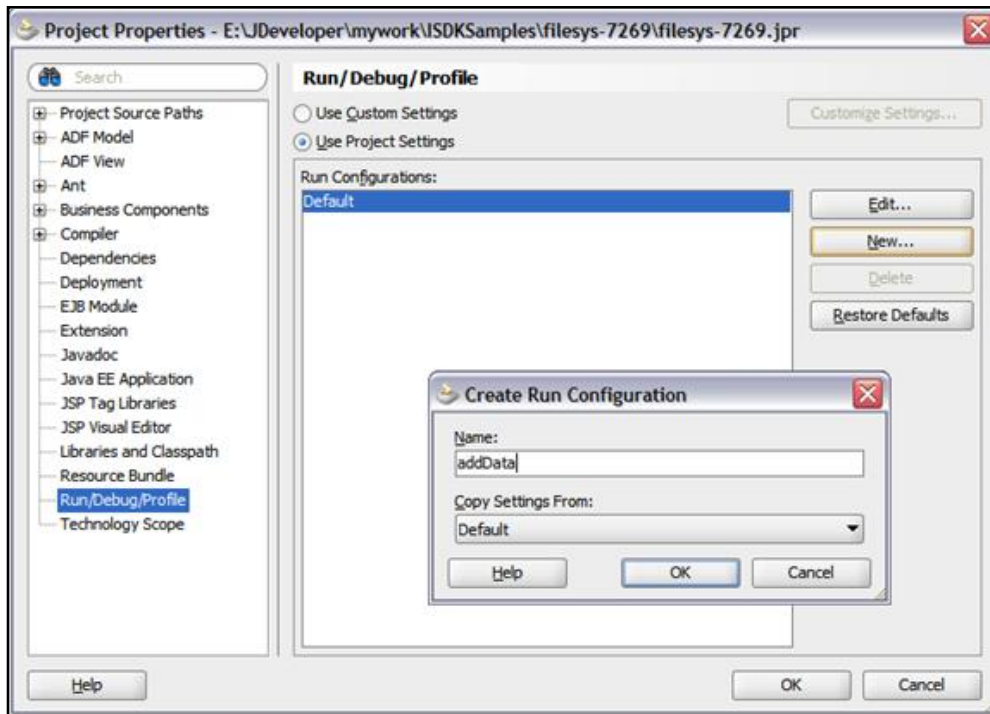 Project Properties - E:\JDeveloper\mywork\ISDKSamples\filesys-7269\filesys-7269.jpr
Search
Project Source Paths
ADF Model
ADF View
Ant
Business Components
Compiler
Dependencies
Deployment
EJB Module
Extension
Javadoc
Java EE Application
JSP Tag Libraries
JSP Visual Editor
Libraries and Classpath
Resource Bundle
Run/Debug/Profile
Technology Scope
Run/Debug/Profile
Use Custom Settings
Customize Settings...
Use Project Settings
Run Configurations:
Default
Edit...
New...
Delete
Restore Defaults
Create Run Configuration
Name:
addData
Copy Settings From:
Default
Help
OK
Cancel
Help
OK
Cancel